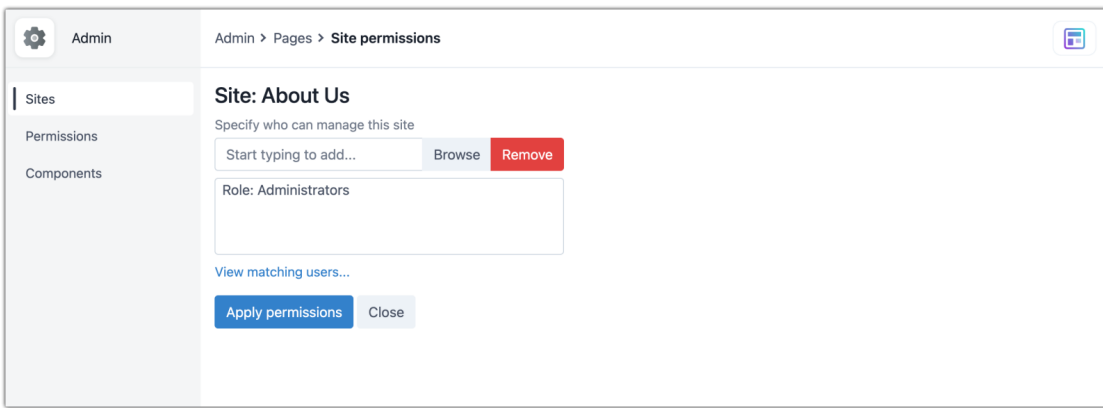 Admin
Admin > Pages > Site permissions
Sites
Permissions
Components
Site: About Us
Specify who can manage this site
Start typing to add... Browse Remove
Role: Administrators
View matching users...
Apply permissions Close